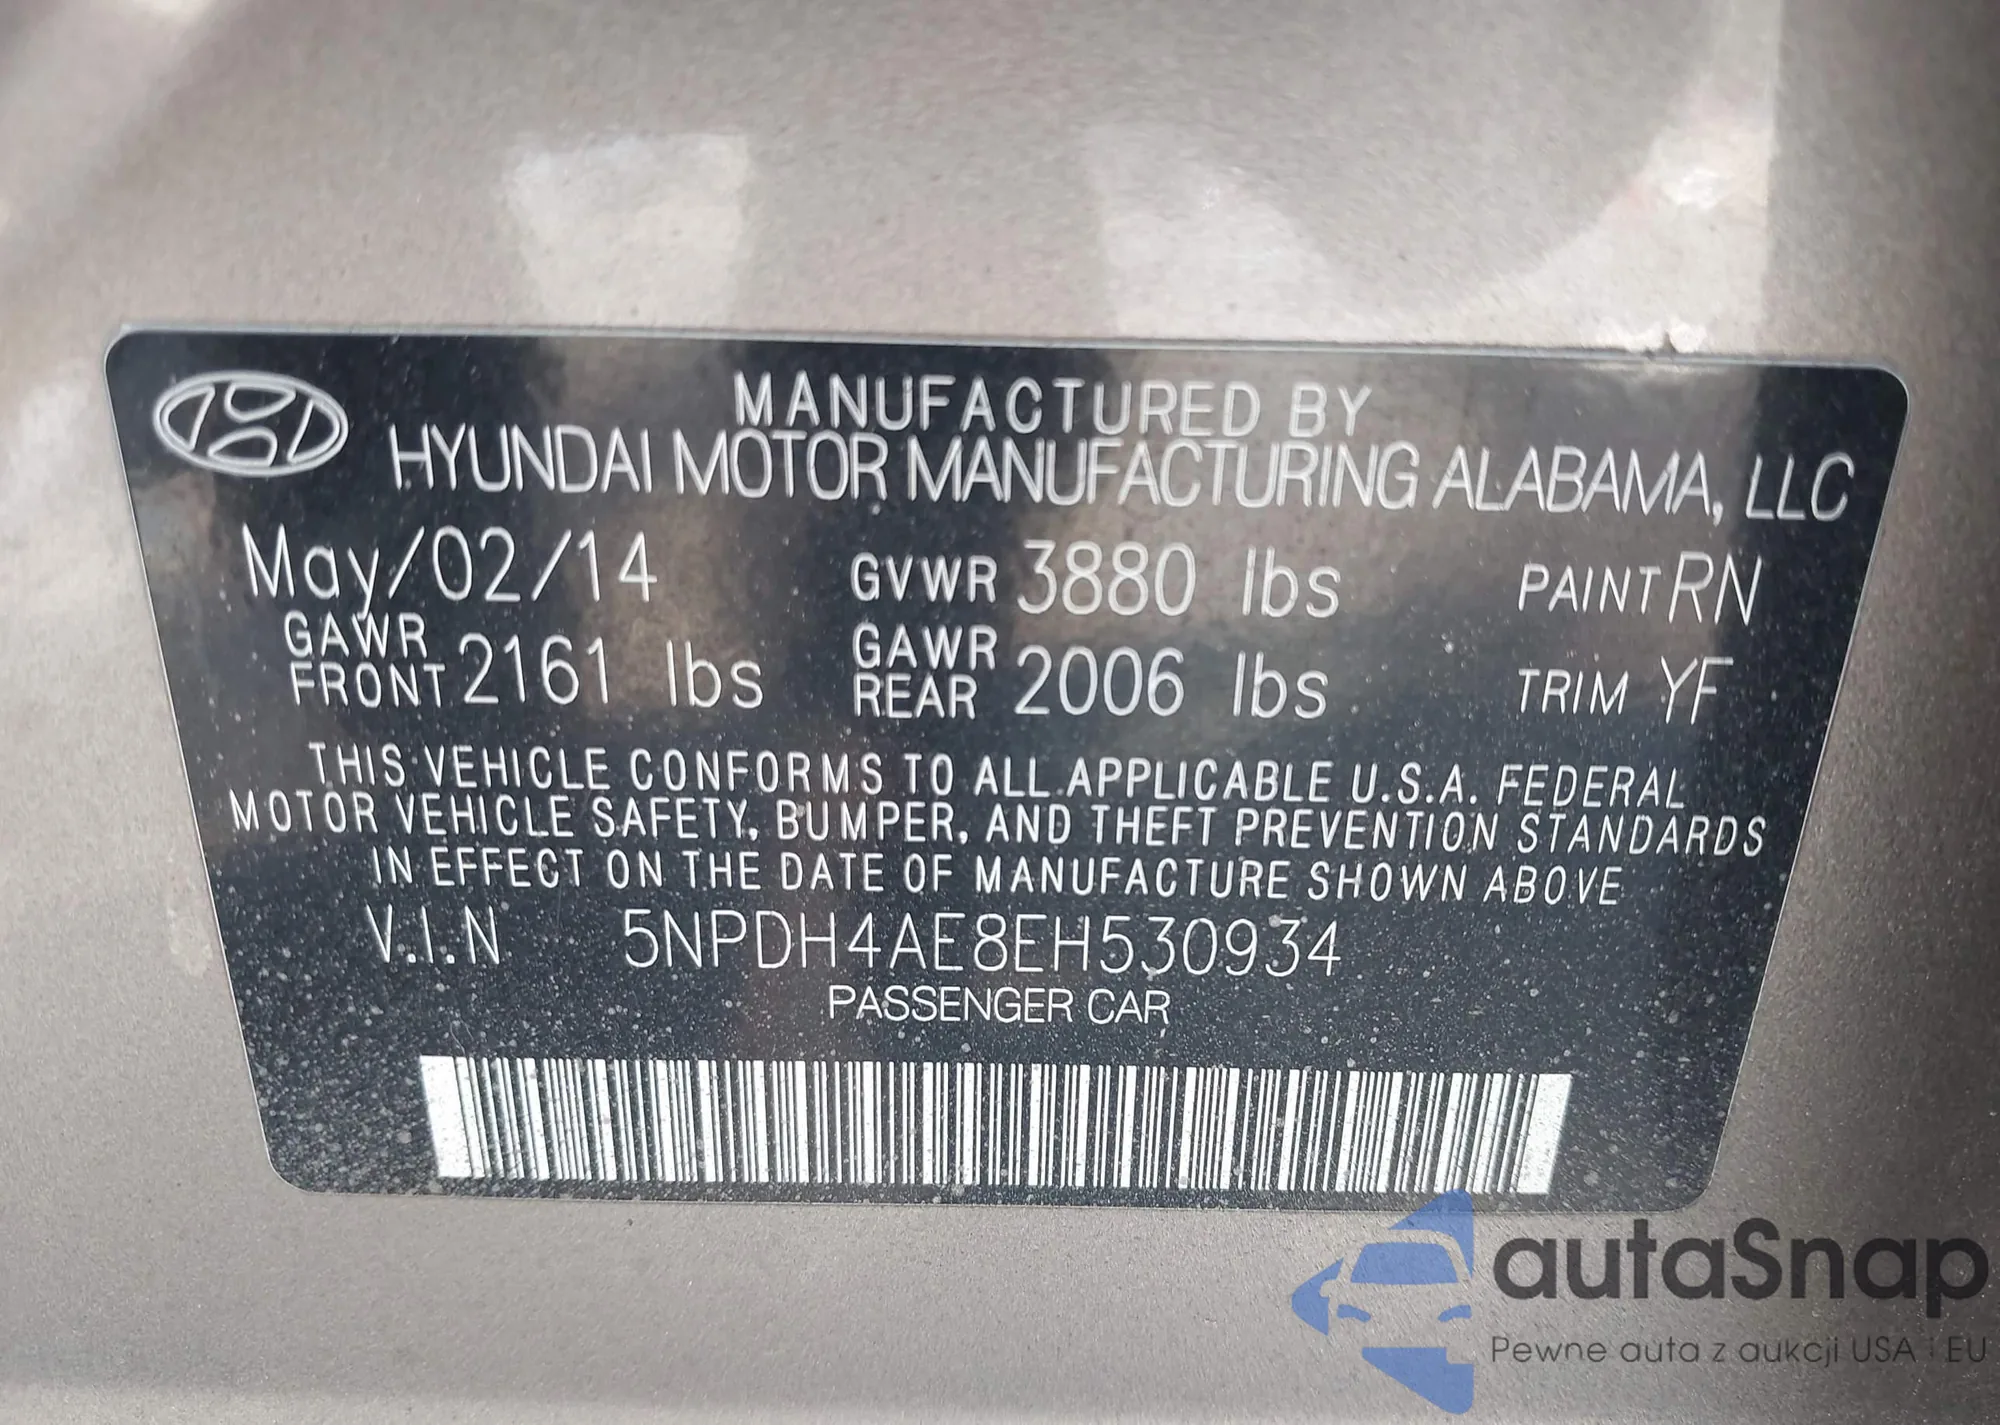 MANUFACTURED BY
HYUNDAI MOTOR MANUFACTURING ALABAMA, LLC
May/02/14 GVWR 3880 lbs PAINT RN
GAWR FRONT 2161 lbs GAWR REAR 2006 lbs TRIM YF
THIS VEHICLE CONFORMS TO ALL APPLICABLE U.S.A. FEDERAL
MOTOR VEHICLE SAFETY, BUMPER, AND THEFT PREVENTION STANDARDS
IN EFFECT ON THE DATE OF MANUFACTURE SHOWN ABOVE
V.I.N 5NPDH4AE8EH530934
PASSENGER CAR
autaSnap
Pewne auta z aukcji USA i EU